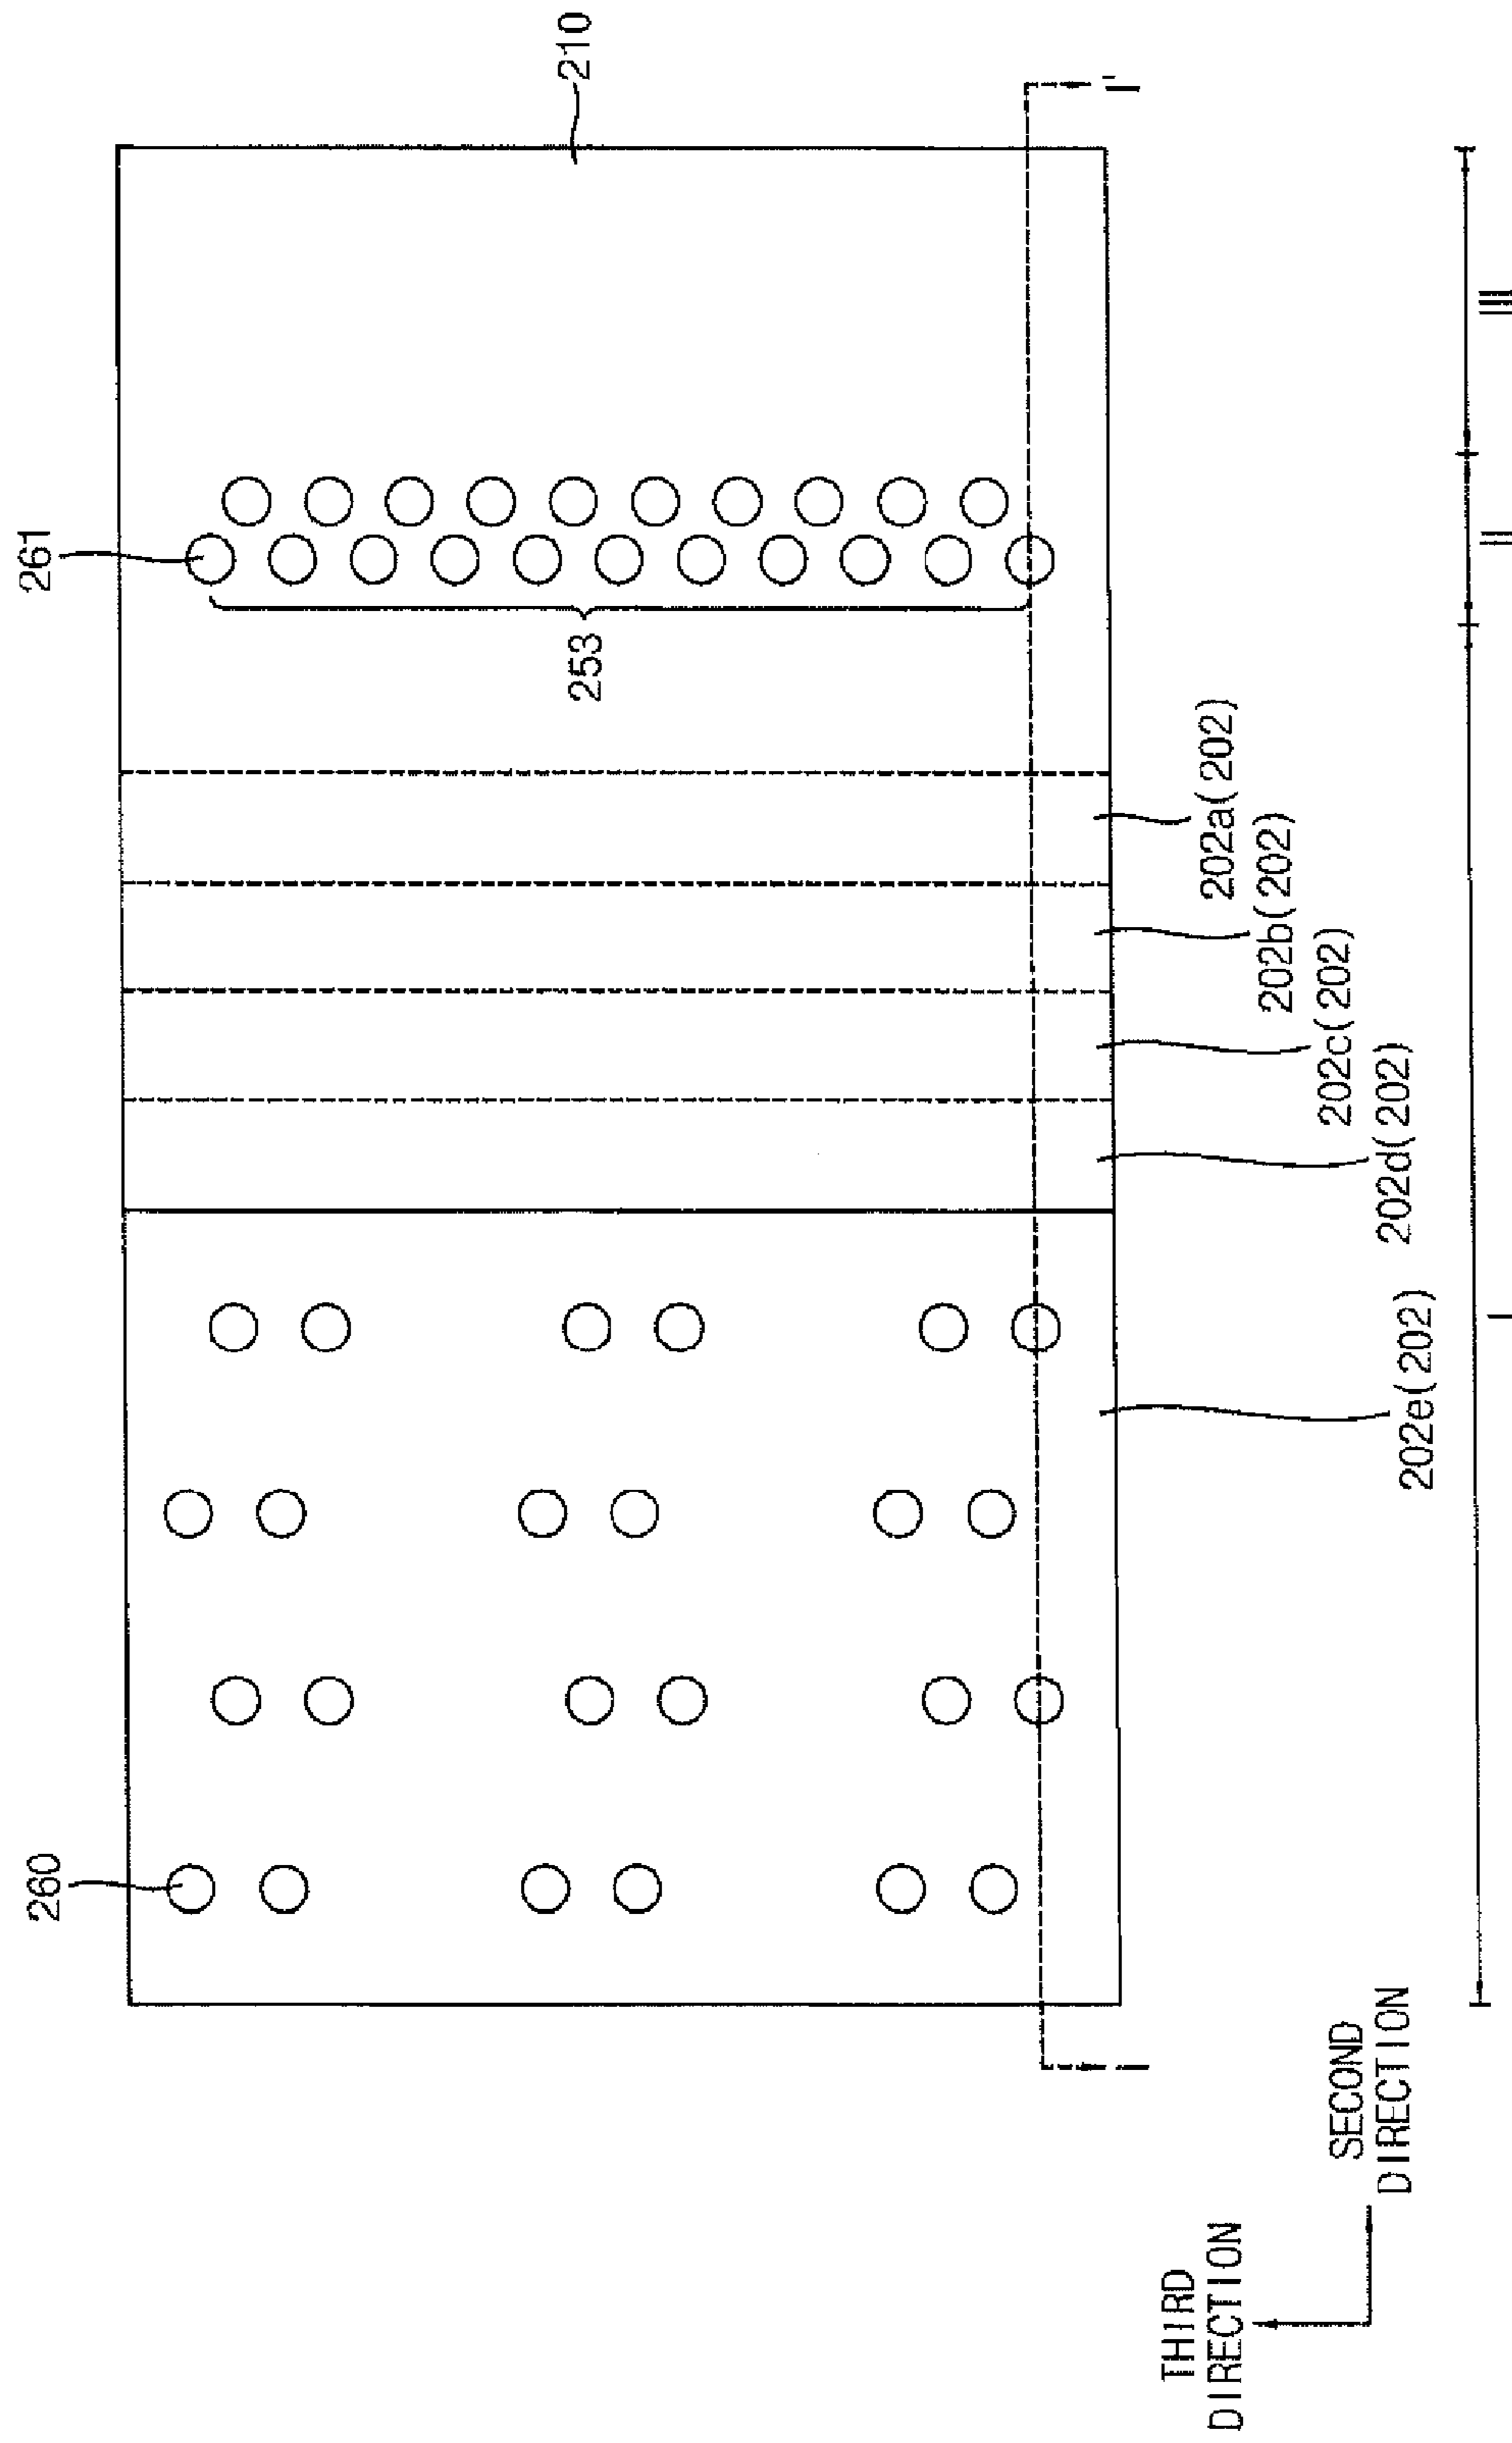 260
261
253
210
I
I'
THIRD
DIRECTION
SECOND
DIRECTION
202e(202)
202d(202)
202c(202)
202b(202)
202a(202)
I
II
III